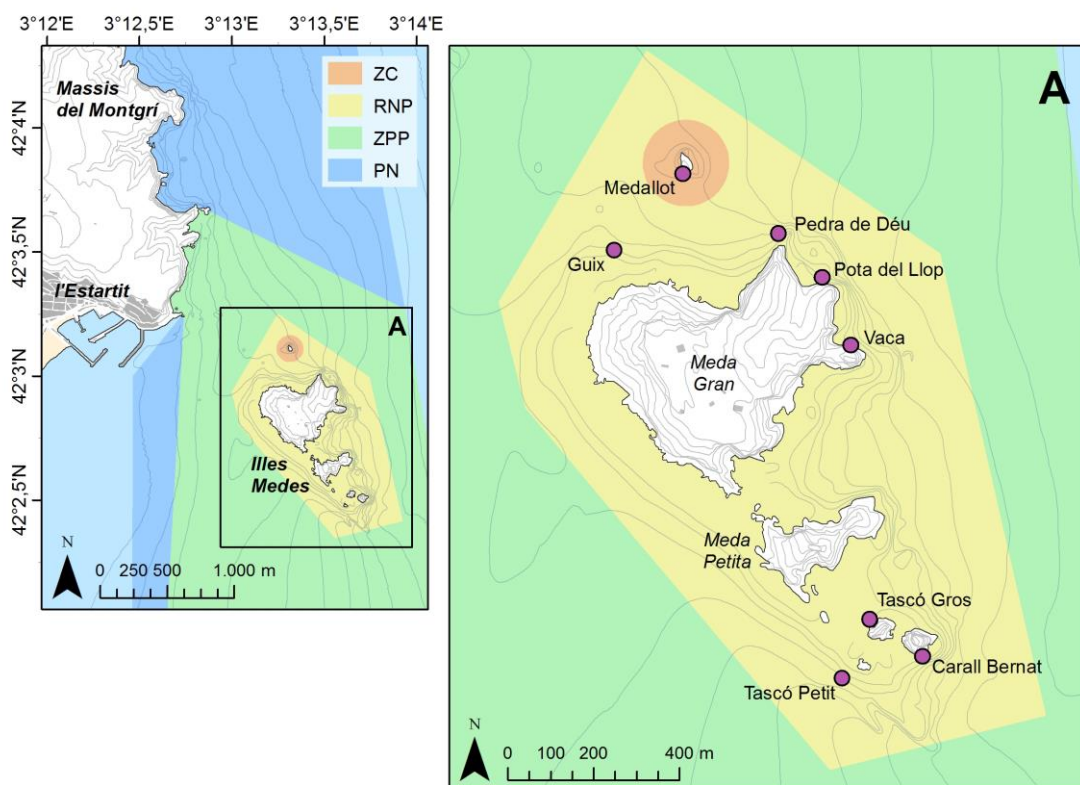 3°12'E 3°12,5'E 3°13'E 3°13,5'E 3°14'E
42°4'N
42°3,5'N
42°3'N
42°2,5'N
Massis
del Montgrí
ZC
RNP
ZPP
PN
l'Estartit
A
Illes
Medes
N
0 250 500 1.000 m
A
Medallot
Pedra de Déu
Guix
Pota del Llop
Vaca
Meda
Gran
Meda
Petita
Tascó Gros
Carall Bernat
Tascó Petit
N
0 100 200 400 m